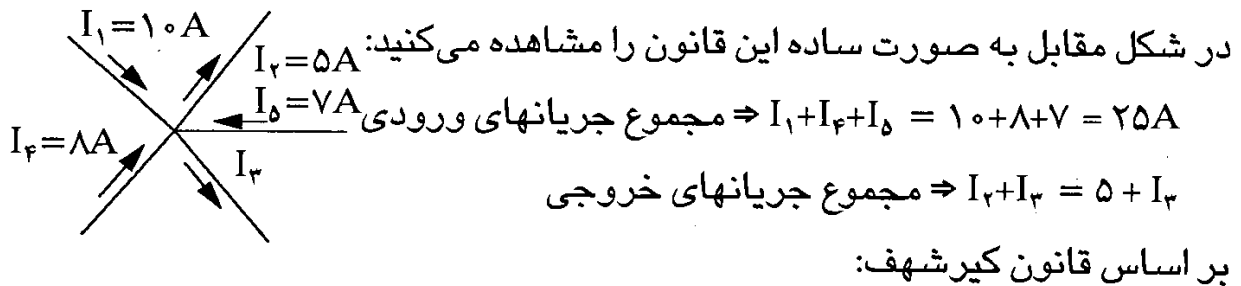 I₁=۱۰A
I₂=۵A
I₅=۷A
I₄=۸A
I₃
در شکل مقابل به صورت ساده این قانون را مشاهده می‌کنید:
مجموع جریانهای ورودی ⇒ I₁+I₄+I₅ = ۱۰+۸+۷ = ۲۵A
مجموع جریانهای خروجی ⇒ I₂+I₃ = ۵ + I₃
بر اساس قانون کیرشهف: